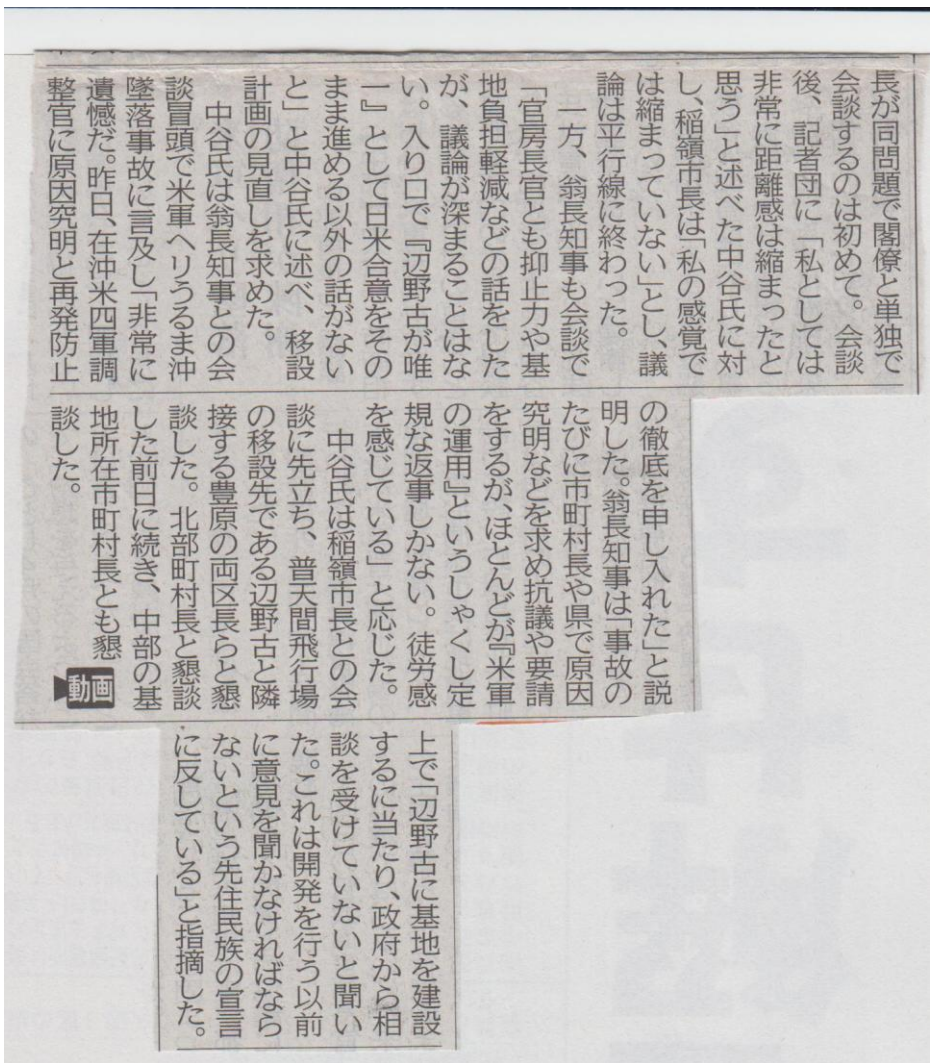 長が同問題で閣僚と単独で
会談するのは初めて。会談
後、記者団に「私としては
非常に距離感は縮まったと
思う」と述べた中谷氏に対
し、稲嶺市長は「私の感覚で
は縮まっていない」とし、議
論は平行線に終わった。
一方、翁長知事も会談で
「官房長官とも抑止力や基
地負担軽減などの話をした
が、議論が深まることはな
い。入り口で『辺野古が唯
一』として日米合意をその
まま進める以外の話がない
と」と中谷氏に述べ、移設
計画の見直しを求めた。
中谷氏は翁長知事との会
談冒頭で米軍ヘリうるま沖
墜落事故に言及し「非常に
遺憾だ。昨日、在沖米四軍調
整官に原因究明と再発防止
の徹底を申し入れた」と説
明した。翁長知事は「事故の
たびに市町村長や県で原因
究明などを求め抗議や要請
をするが、ほとんどが『米軍
の運用』というしゃくし定
規な返事しかない。徒労感
を感じている」と応じた。
中谷氏は稲嶺市長との会
談に先立ち、普天間飛行場
の移設先である辺野古と隣
接する豊原の両区長らと懇
談した。北部町村長と懇談
した前日に続き、中部の基
地所在市町村長とも懇
談した。
動画
上で「辺野古に基地を建設
するに当たり、政府から相
談を受けていないと聞い
た。これは開発を行う以前
に意見を聞かなければなら
ないという先住民族の宣言
に反している」と指摘した。